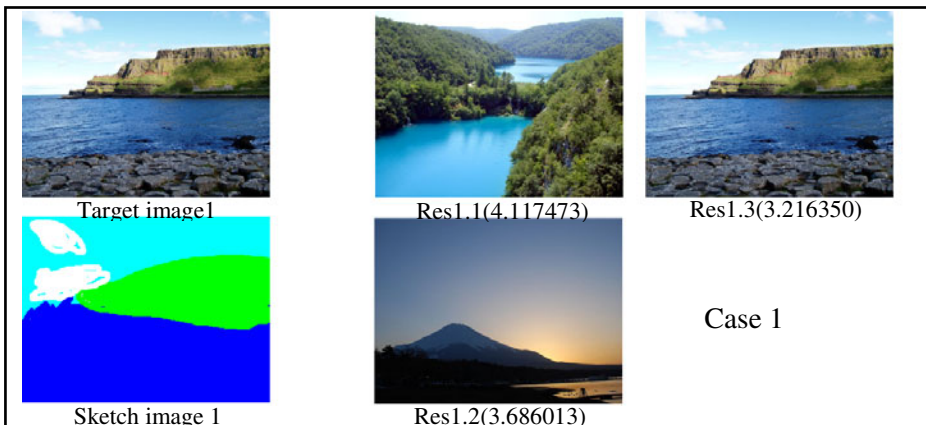 Target image1
Res1.1(4.117473)
Res1.3(3.216350)
Case 1
Sketch image 1
Res1.2(3.686013)